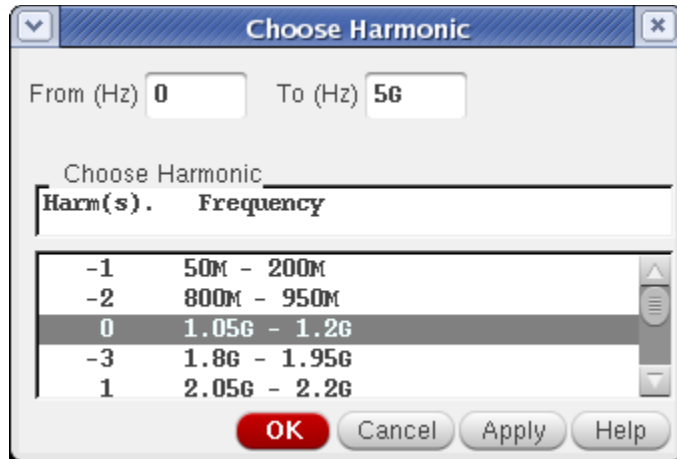 Choose Harmonic
From (Hz) 0 To (Hz) 5G
Choose Harmonic
Harm(s). Frequency
-1 50M - 200M
-2 800M - 950M
0 1.05G - 1.2G
-3 1.8G - 1.95G
1 2.05G - 2.2G
OK Cancel Apply Help